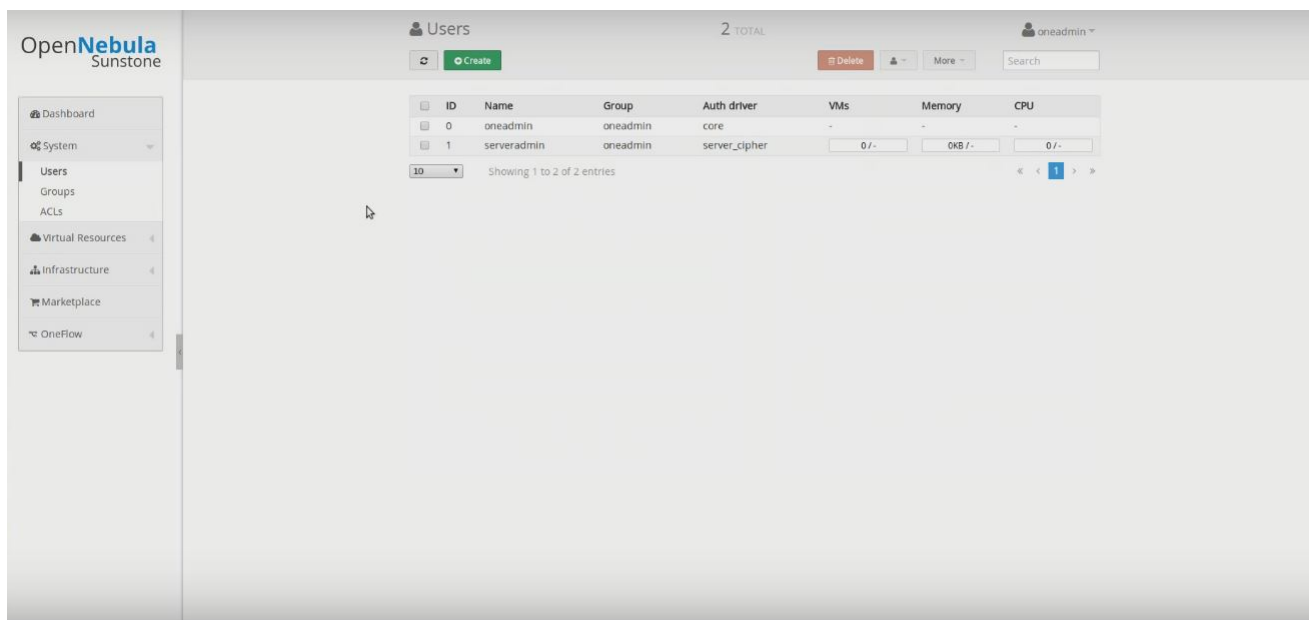 OpenNebula
Sunstone
Users
2 TOTAL
oneadmin
Create
Delete
More
Search
Dashboard
System
Users
Groups
ACLs
Virtual Resources
Infrastructure
Marketplace
OneFlow
ID Name Group Auth driver VMs Memory CPU
0 oneadmin oneadmin core - - -
1 serveradmin oneadmin server_cipher 0 / - 0KB / - 0 / -
10 Showing 1 to 2 of 2 entries « ‹ 1 › »